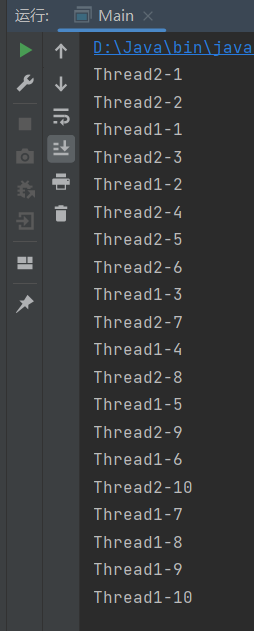 运行: Main
D:\Java\bin\java
Thread2-1
Thread2-2
Thread1-1
Thread2-3
Thread1-2
Thread2-4
Thread2-5
Thread2-6
Thread1-3
Thread2-7
Thread1-4
Thread2-8
Thread1-5
Thread2-9
Thread1-6
Thread2-10
Thread1-7
Thread1-8
Thread1-9
Thread1-10